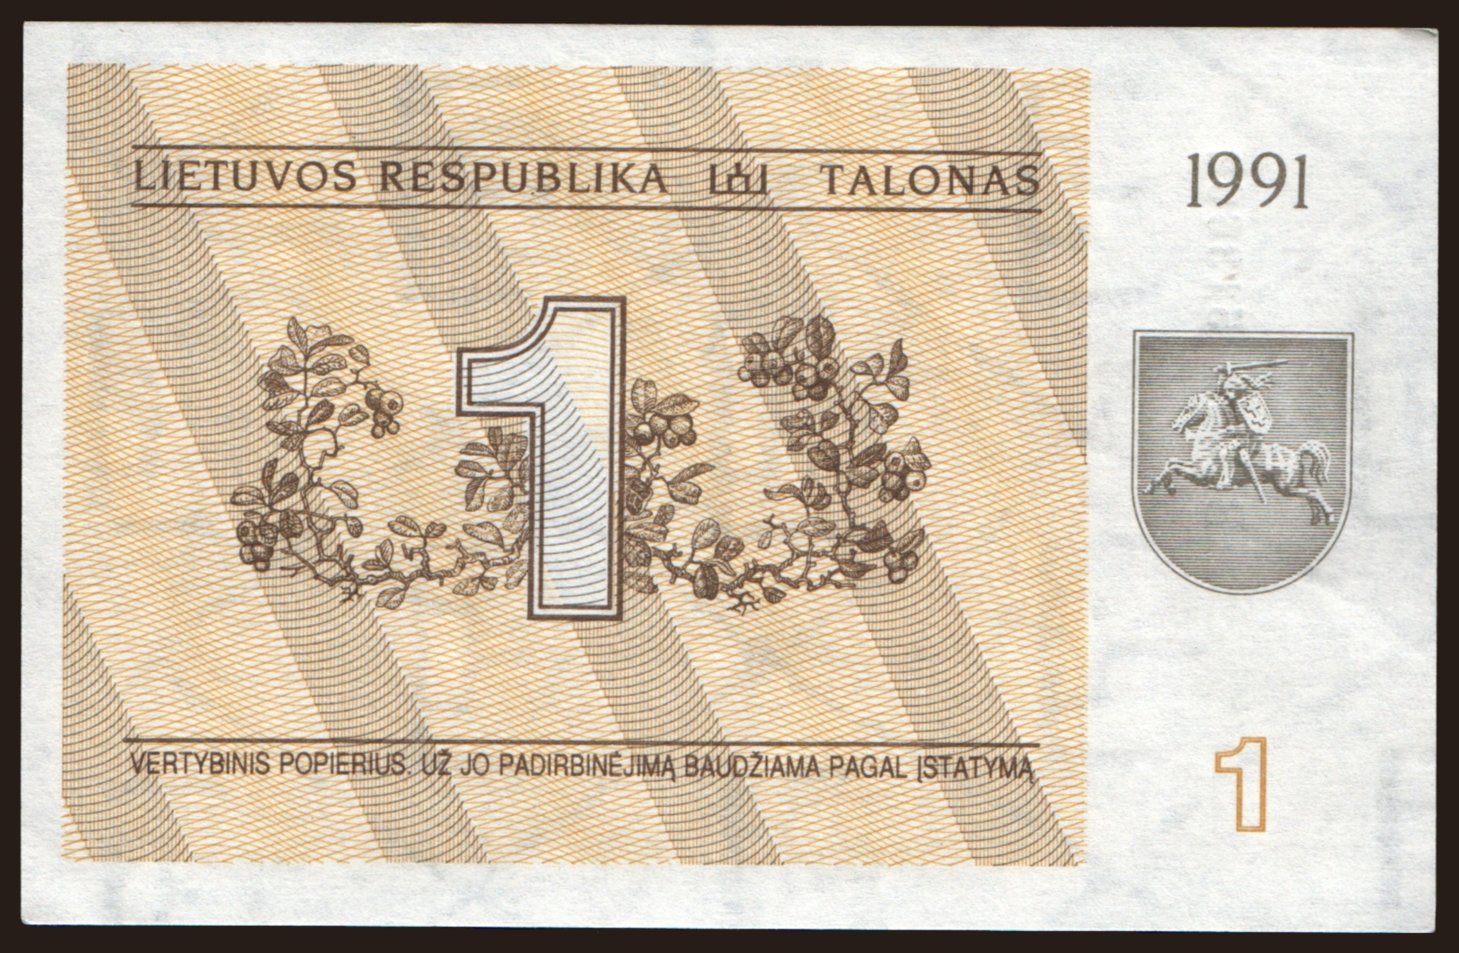 LIETUVOS RESPUBLIKA TALONAS
1991
1
VERTYBINIS POPIERIUS. UŽ JO PADIRBINĖJIMĄ BAUDŽIAMA PAGAL ĮSTATYMĄ
1